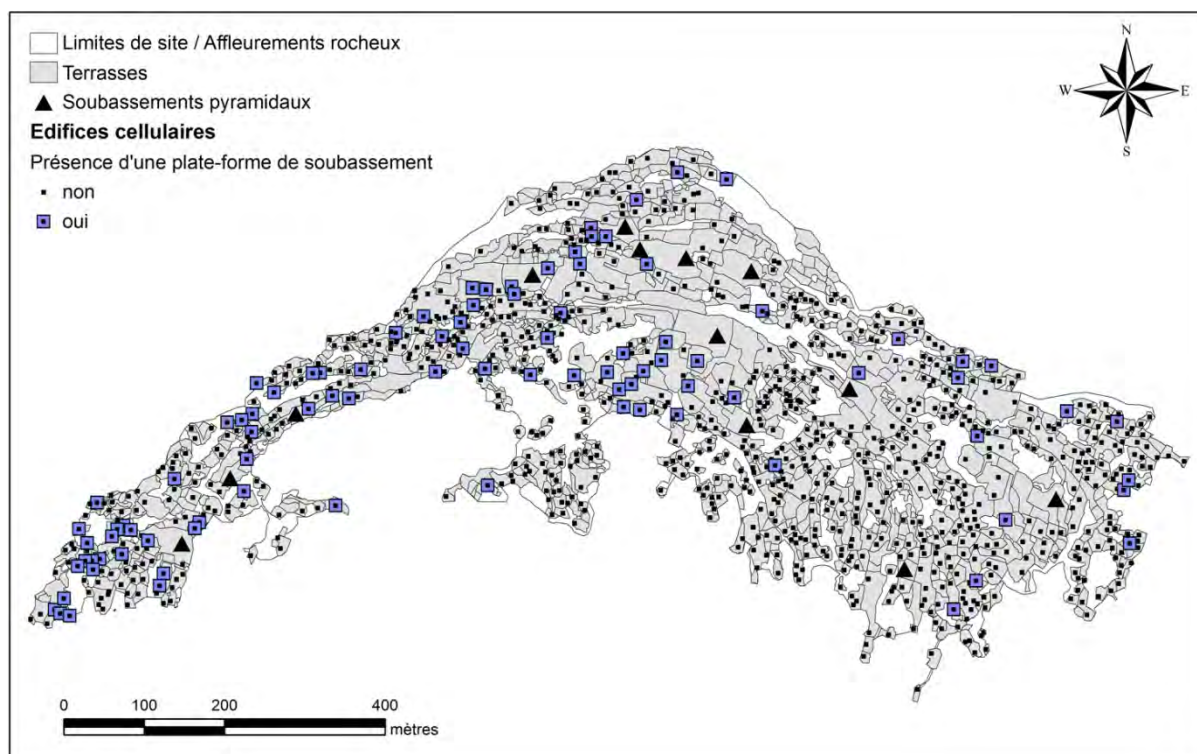 Limites de site / Affleurements rocheux
Terrasses
Soubassements pyramidaux
Edifices cellulaires
Présence d'une plate-forme de soubassement
non
oui
N
W E
S
0 100 200 400
mètres